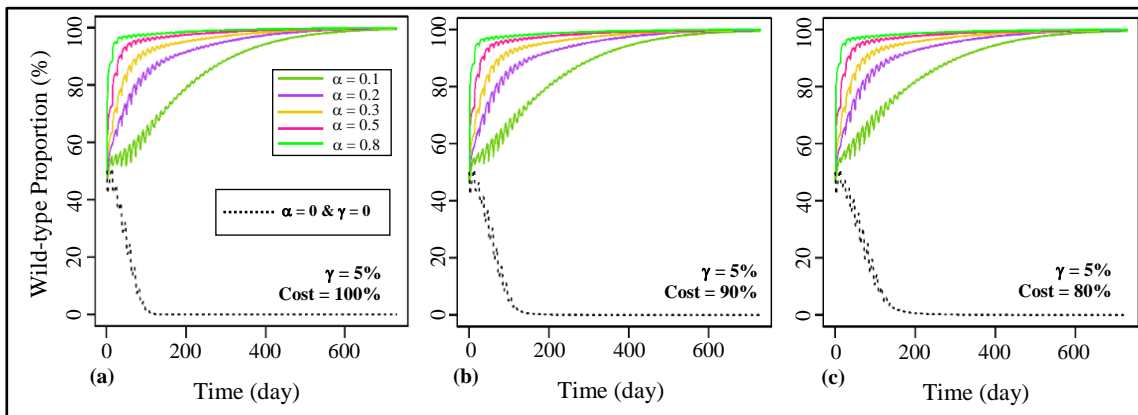 Wild-type Proportion (%)
100
80
60
40
20
0
α = 0.1
α = 0.2
α = 0.3
α = 0.5
α = 0.8
α = 0 & γ = 0
γ = 5%
Cost = 100%
0 200 400 600
(a) Time (day)
100
80
60
40
20
0
γ = 5%
Cost = 90%
0 200 400 600
(b) Time (day)
100
80
60
40
20
0
γ = 5%
Cost = 80%
0 200 400 600
(c) Time (day)